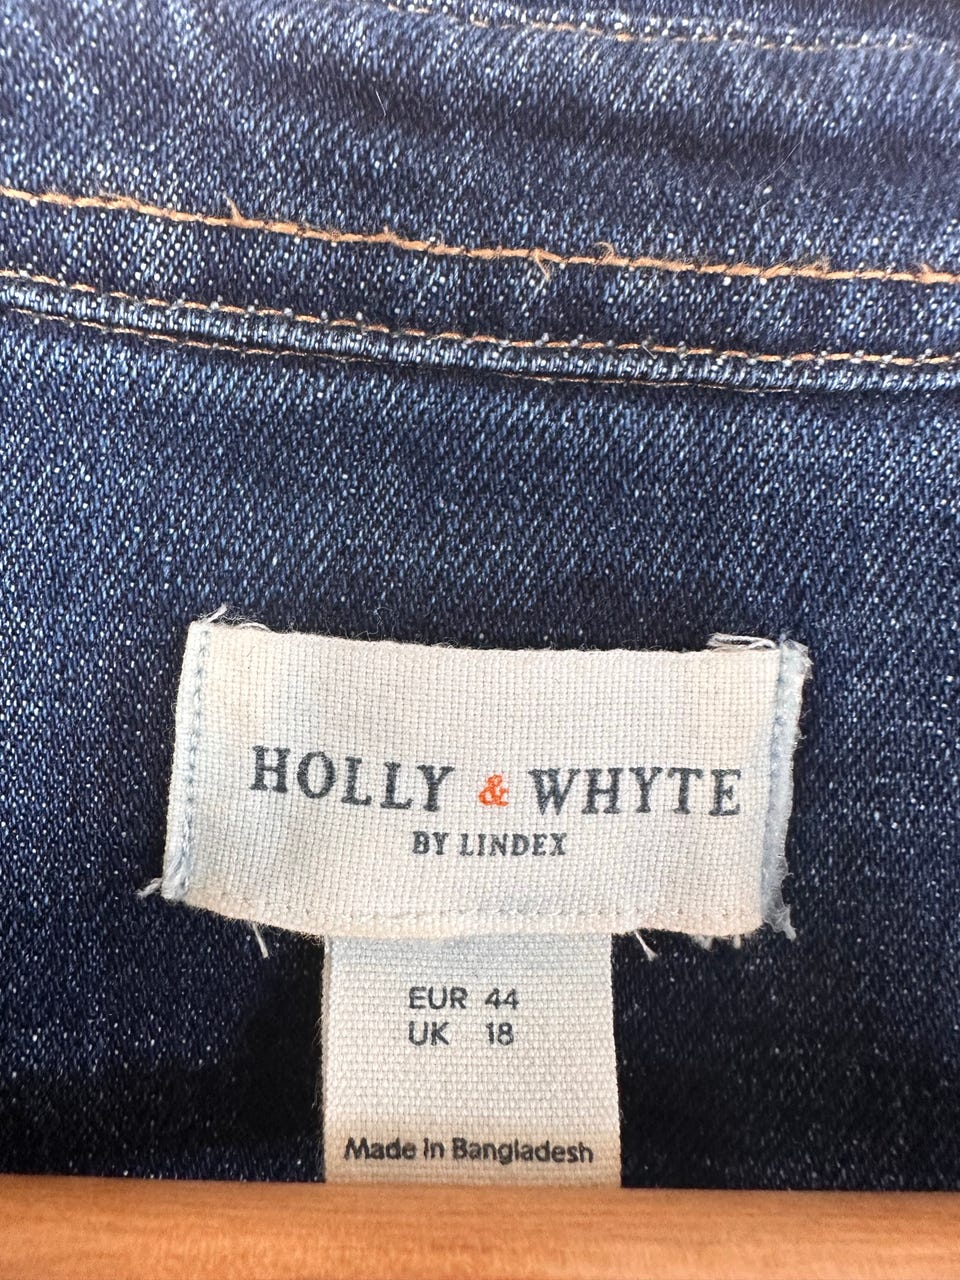 HOLLY & WHYTE
BY LINDEX
EUR 44
UK 18
Made in Bangladesh